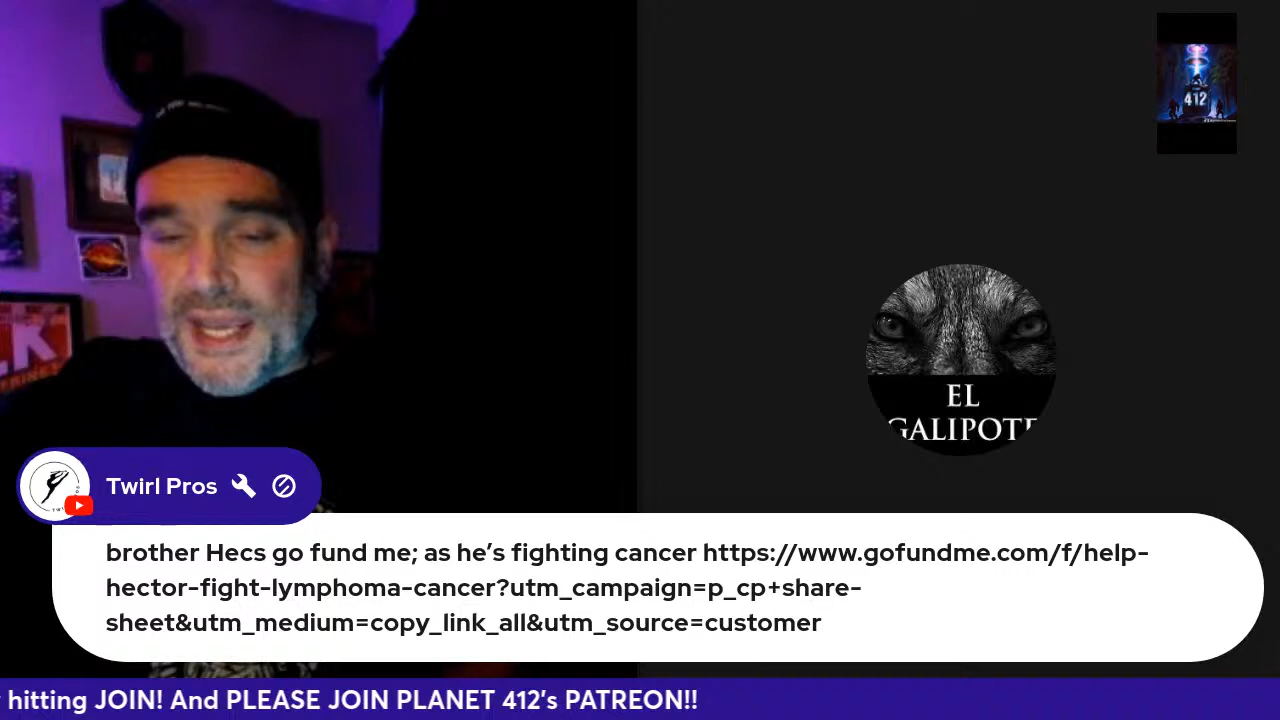 412
EL
GALIPOTE
Twirl Pros
brother Hecs go fund me; as he’s fighting cancer https://www.gofundme.com/f/help-
hector-fight-lymphoma-cancer?utm_campaign=p_cp+share-
sheet&utm_medium=copy_link_all&utm_source=customer
hitting JOIN! And PLEASE JOIN PLANET 412's PATREON!!